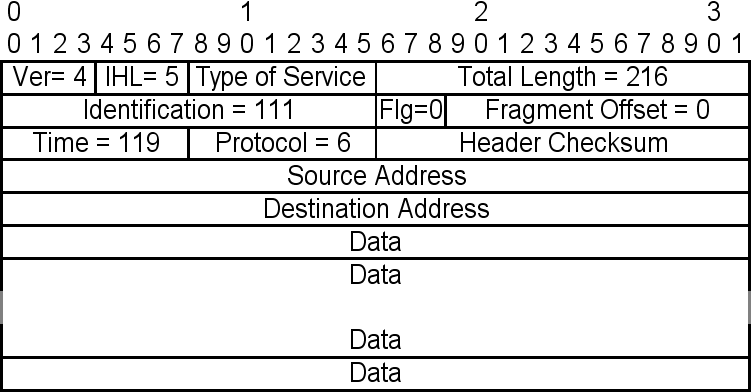 0 1 2 3
0 1 2 3 4 5 6 7 8 9 0 1 2 3 4 5 6 7 8 9 0 1 2 3 4 5 6 7 8 9 0 1
Ver= 4 IHL= 5 Type of Service Total Length = 216
Identification = 111 Flg=0 Fragment Offset = 0
Time = 119 Protocol = 6 Header Checksum
Source Address
Destination Address
Data
Data
Data
Data